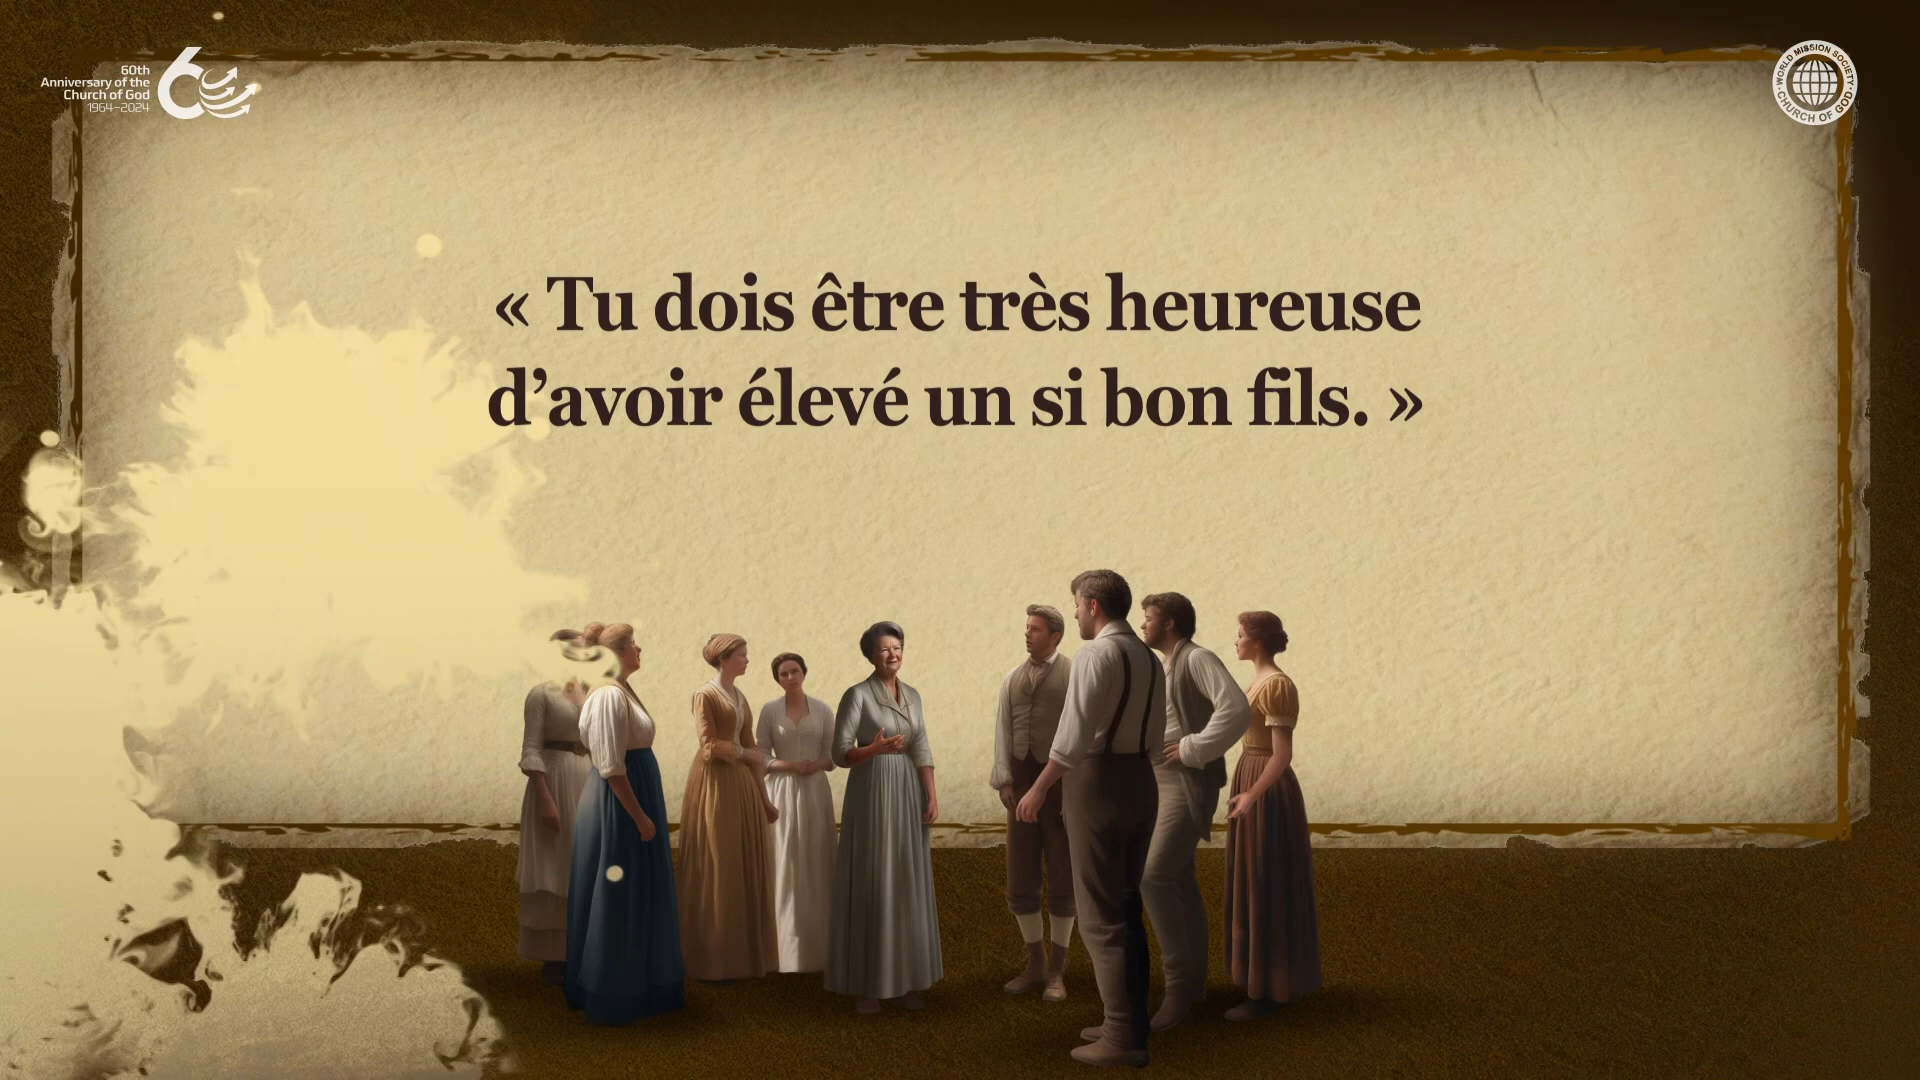 60th
Anniversary of the
Church of God
1964–2024
WORLD MISSION SOCIETY
CHURCH OF GOD
« Tu dois être très heureuse
d’avoir élevé un si bon fils. »